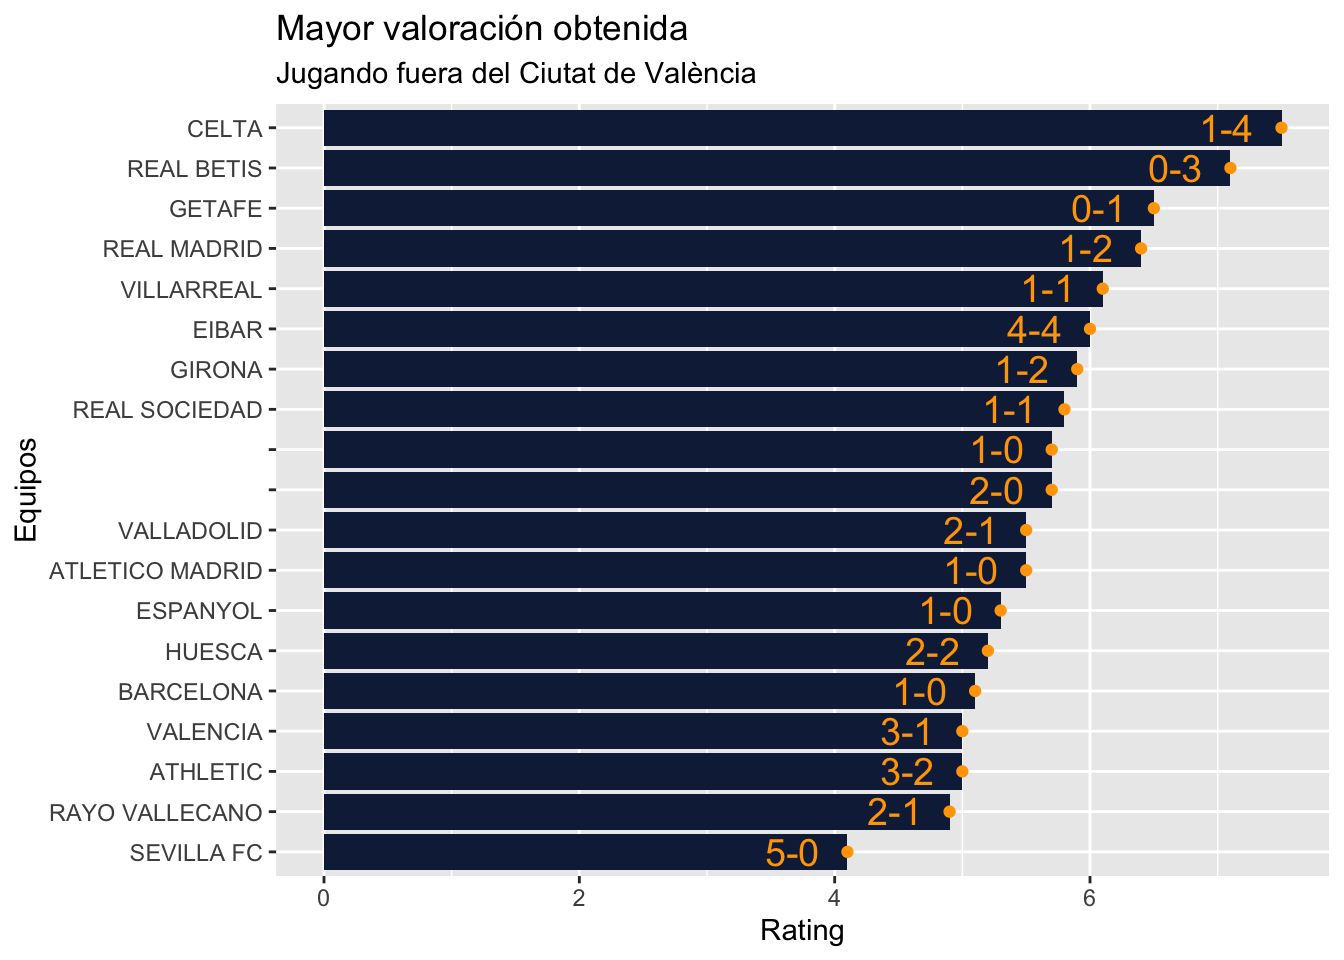 Mayor valoración obtenida
Jugando fuera del Ciutat de València
Equipos
CELTA 1-4
REAL BETIS 0-3
GETAFE 0-1
REAL MADRID 1-2
VILLARREAL 1-1
EIBAR 4-4
GIRONA 1-2
REAL SOCIEDAD 1-1
1-0
2-0
VALLADOLID 2-1
ATLETICO MADRID 1-0
ESPANYOL 1-0
HUESCA 2-2
BARCELONA 1-0
VALENCIA 3-1
ATHLETIC 3-2
RAYO VALLECANO 2-1
SEVILLA FC 5-0
0 2 4 6
Rating